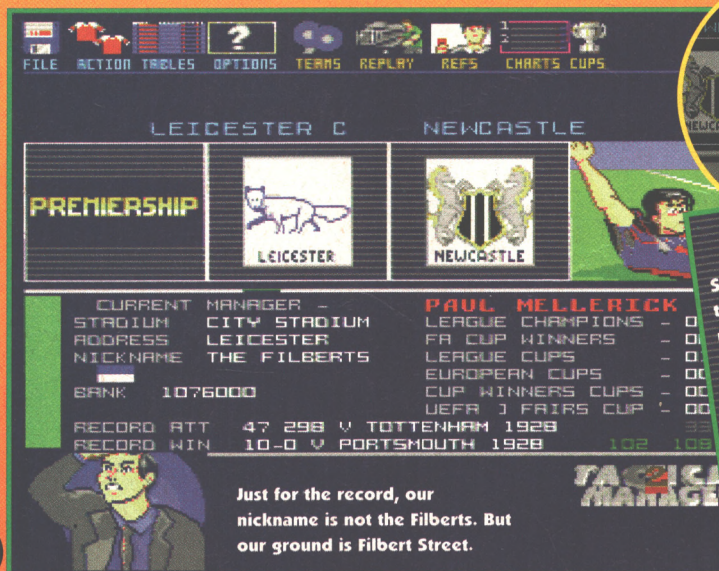 FILE ACTION TABLES OPTIONS TEAMS REPLAY REFS CHARTS CUPS
LEICESTER C NEWCASTLE
PREMIERSHIP
LEICESTER
NEWCASTLE
CURRENT MANAGER - PAUL MELLERICK
STADIUM CITY STADIUM
ADDRESS LEICESTER
NICKNAME THE FILBERTS
BANK 1076000
LEAGUE CHAMPIONS - 
FA CUP WINNERS -
LEAGUE CUPS -
EUROPEAN CUPS -
CUP WINNERS CUPS -
UEFA J FAIRS CUP -
RECORD ATT 47 298 V TOTTENHAM 1928
RECORD WIN 10-0 V PORTSMOUTH 1928 102
Just for the record, our
nickname is not the Filberts. But
our ground is Filbert Street.